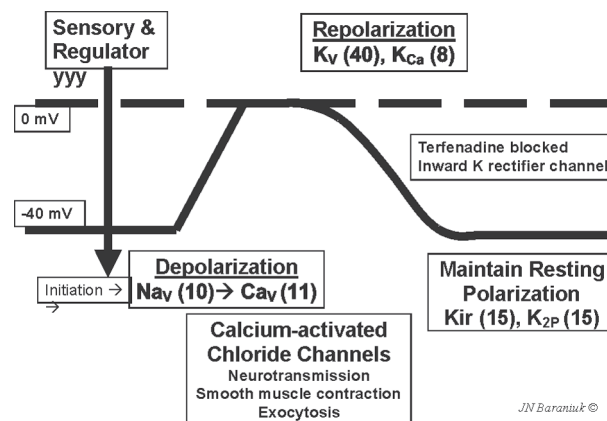 Sensory &
Regulator
yyy
Repolarization
Kv (40), KCa (8)
0 mV
Terfenadine blocked
Inward K rectifier channel
-40 mV
Initiation →
→
Depolarization
Nav (10)→ Cav (11)
Maintain Resting
Polarization
Kir (15), K2P (15)
Calcium-activated
Chloride Channels
Neurotransmission
Smooth muscle contraction
Exocytosis
JN Baraniuk ©